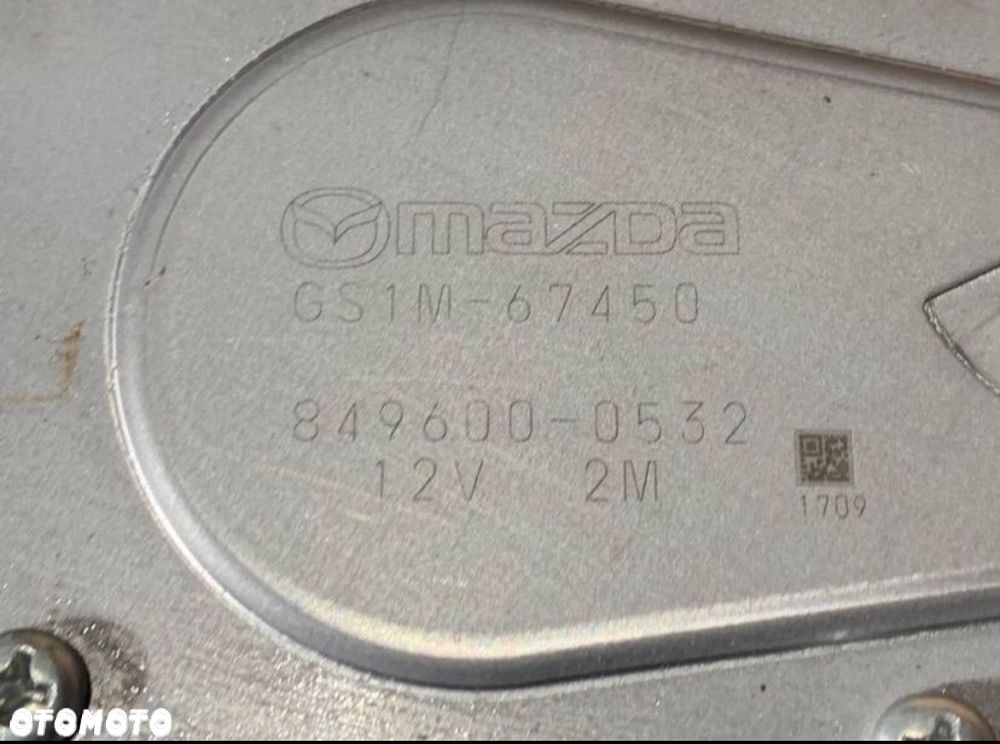 mazda
GS1M-67450
849600-0532
12V 2M
1709
OTOMOTO